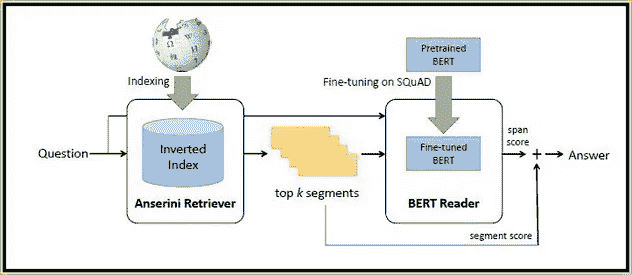 Pretrained
BERT
Indexing
Fine-tuning on SQuAD
Question
Inverted
Index
Fine-tuned
BERT
span
score
+
Answer
top k segments
Anserini Retriever
BERT Reader
segment score